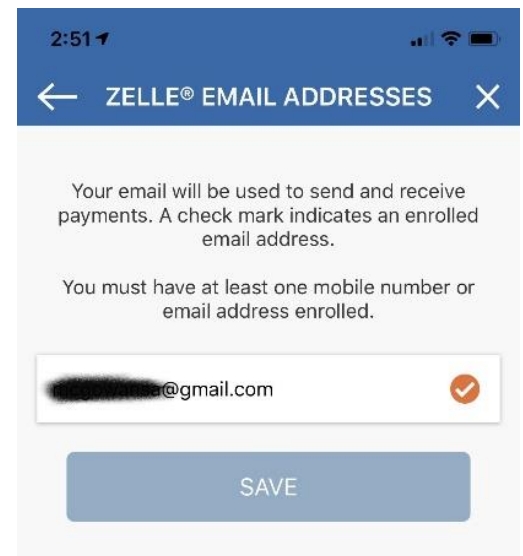 2:51
ZELLE® EMAIL ADDRESSES
Your email will be used to send and receive
payments. A check mark indicates an enrolled
email address.
You must have at least one mobile number or
email address enrolled.
@gmail.com
SAVE